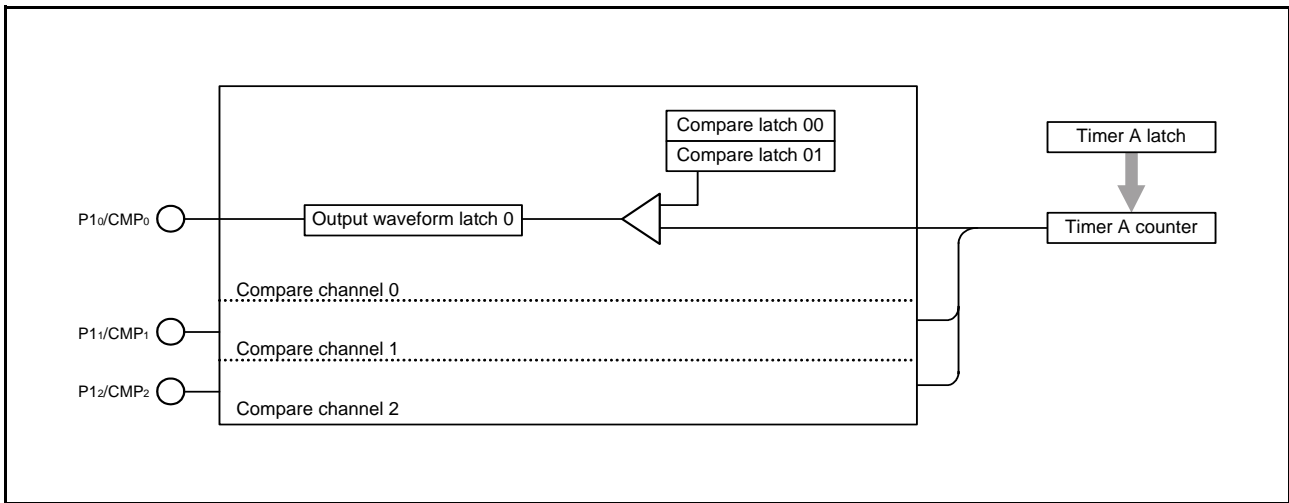 Compare latch 00
Compare latch 01
Timer A latch
P1₀/CMP₀
Output waveform latch 0
Timer A counter
Compare channel 0
P1₁/CMP₁
Compare channel 1
P1₂/CMP₂
Compare channel 2